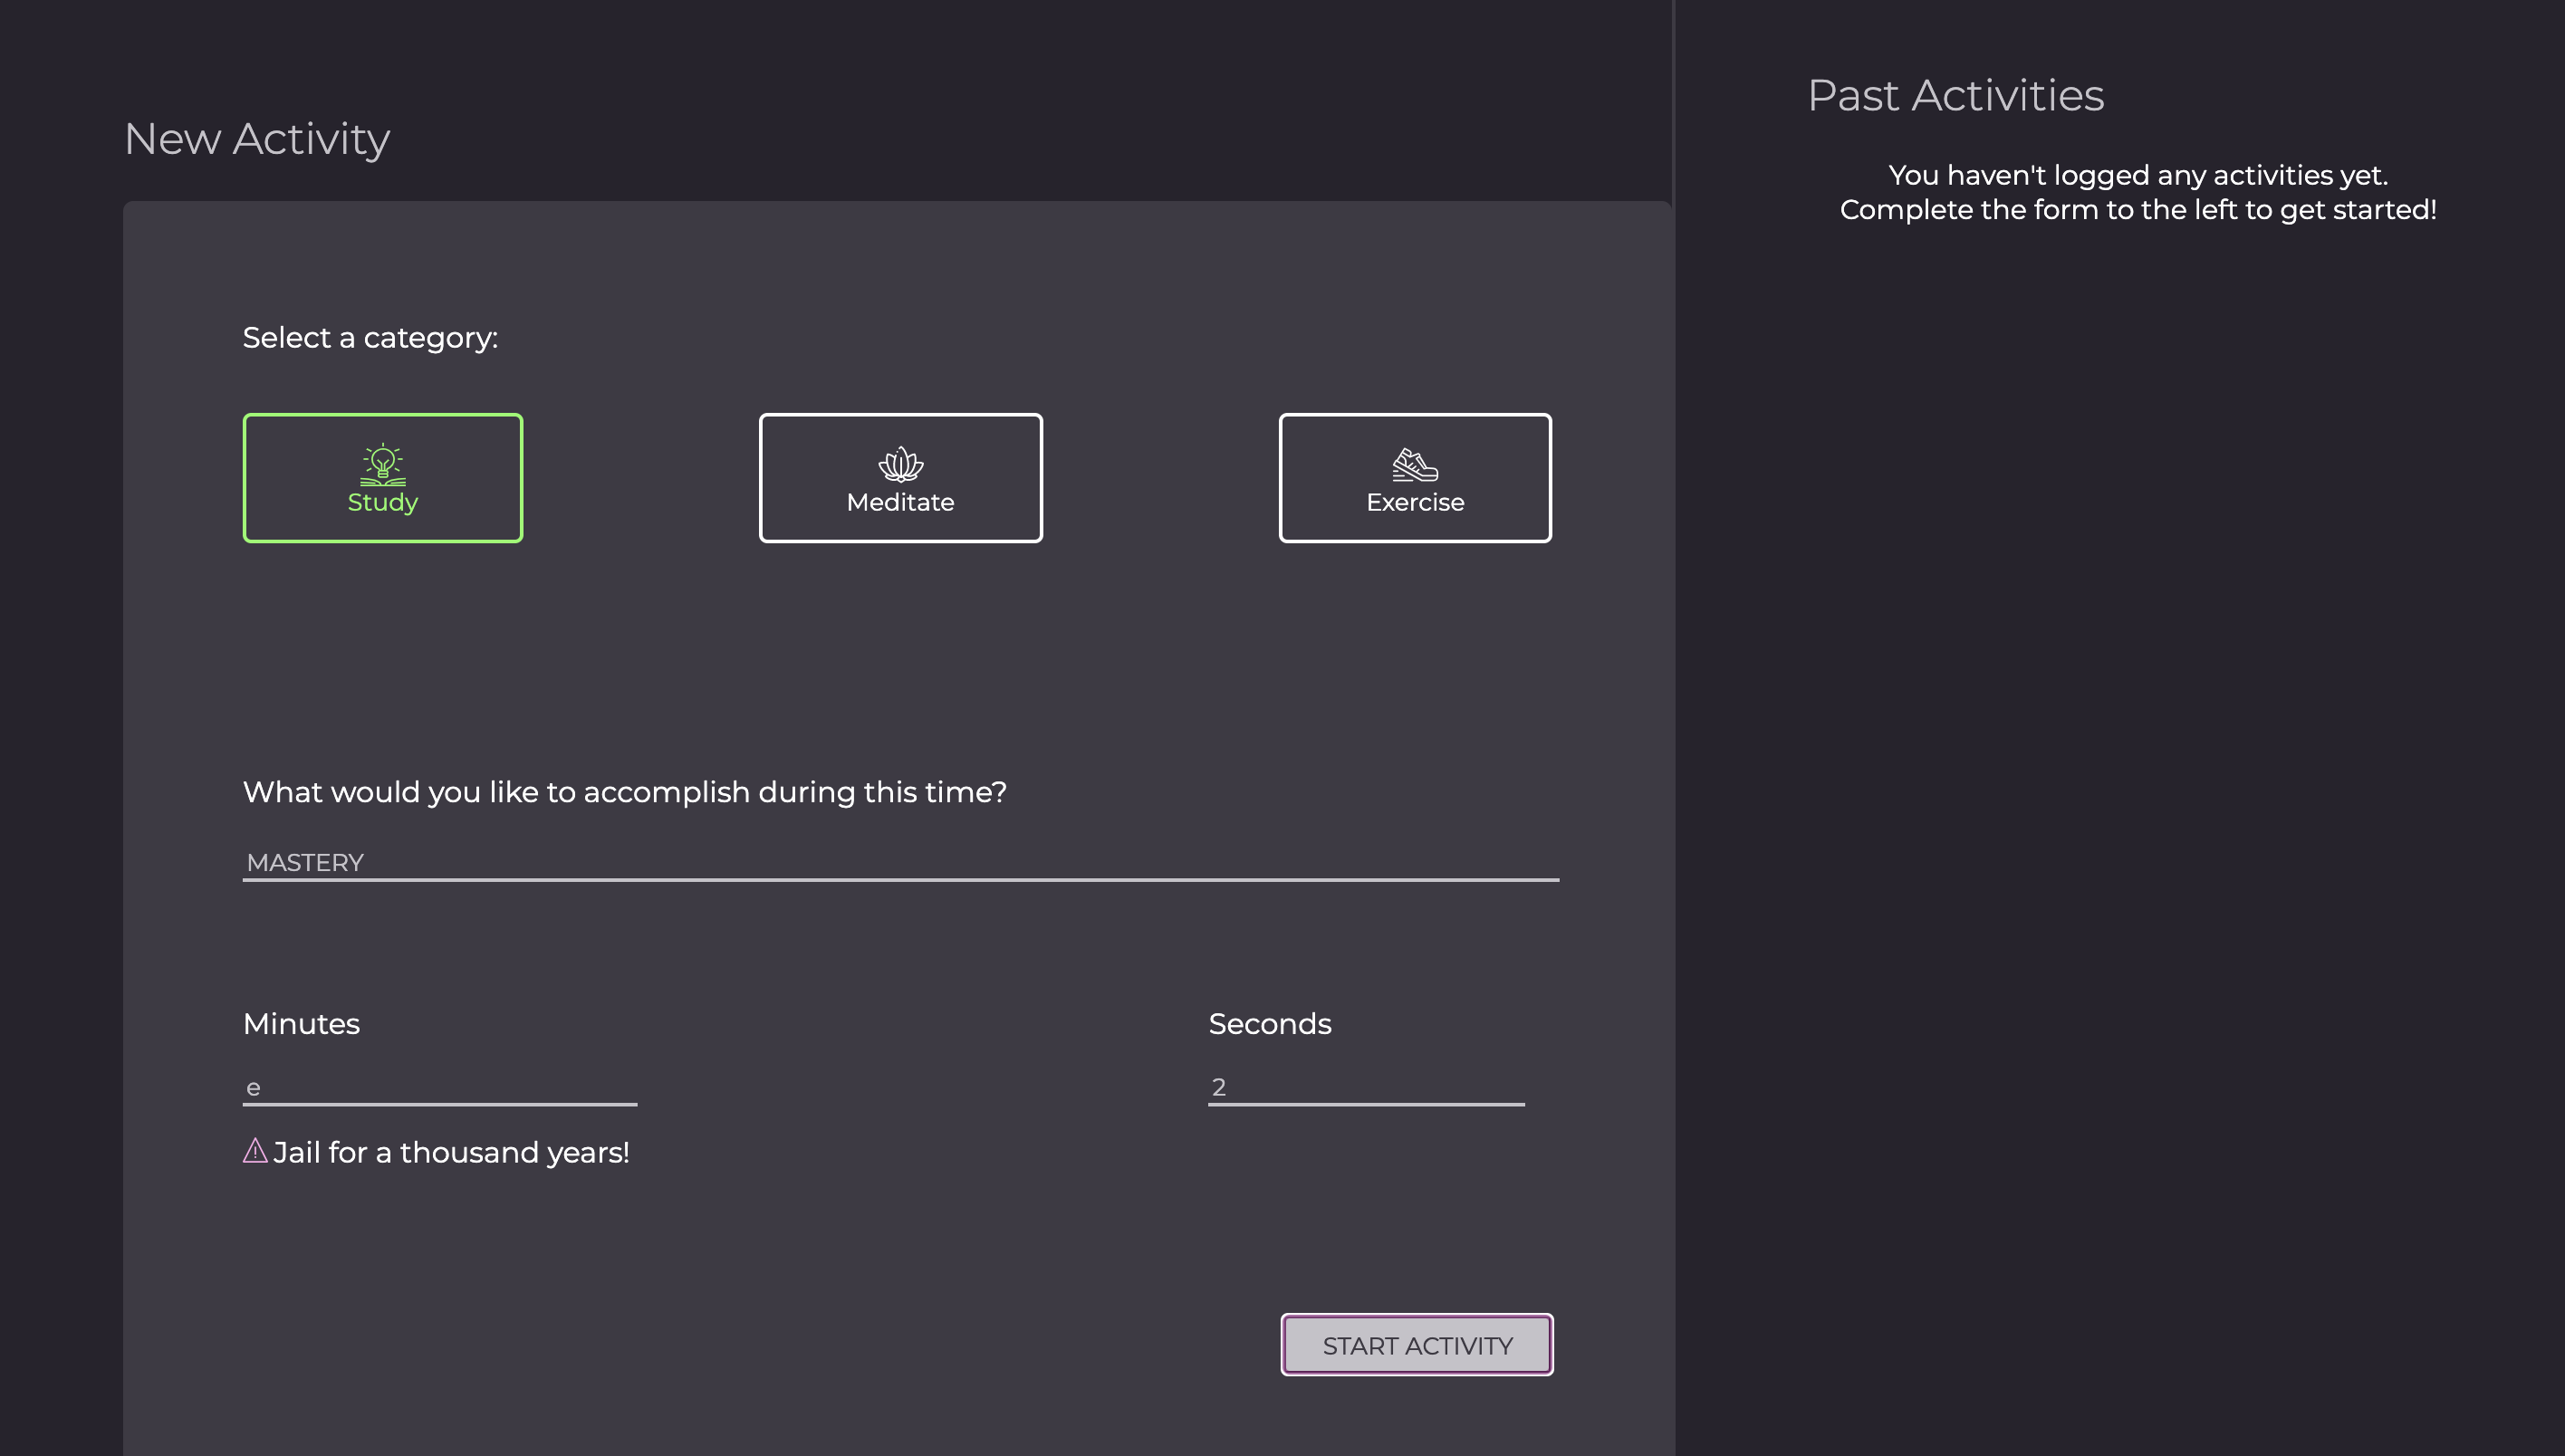 New Activity
Select a category:
Study
Meditate
Exercise
What would you like to accomplish during this time?
MASTERY
Minutes
Seconds
e
2
Jail for a thousand years!
START ACTIVITY
Past Activities
You haven't logged any activities yet.
Complete the form to the left to get started!